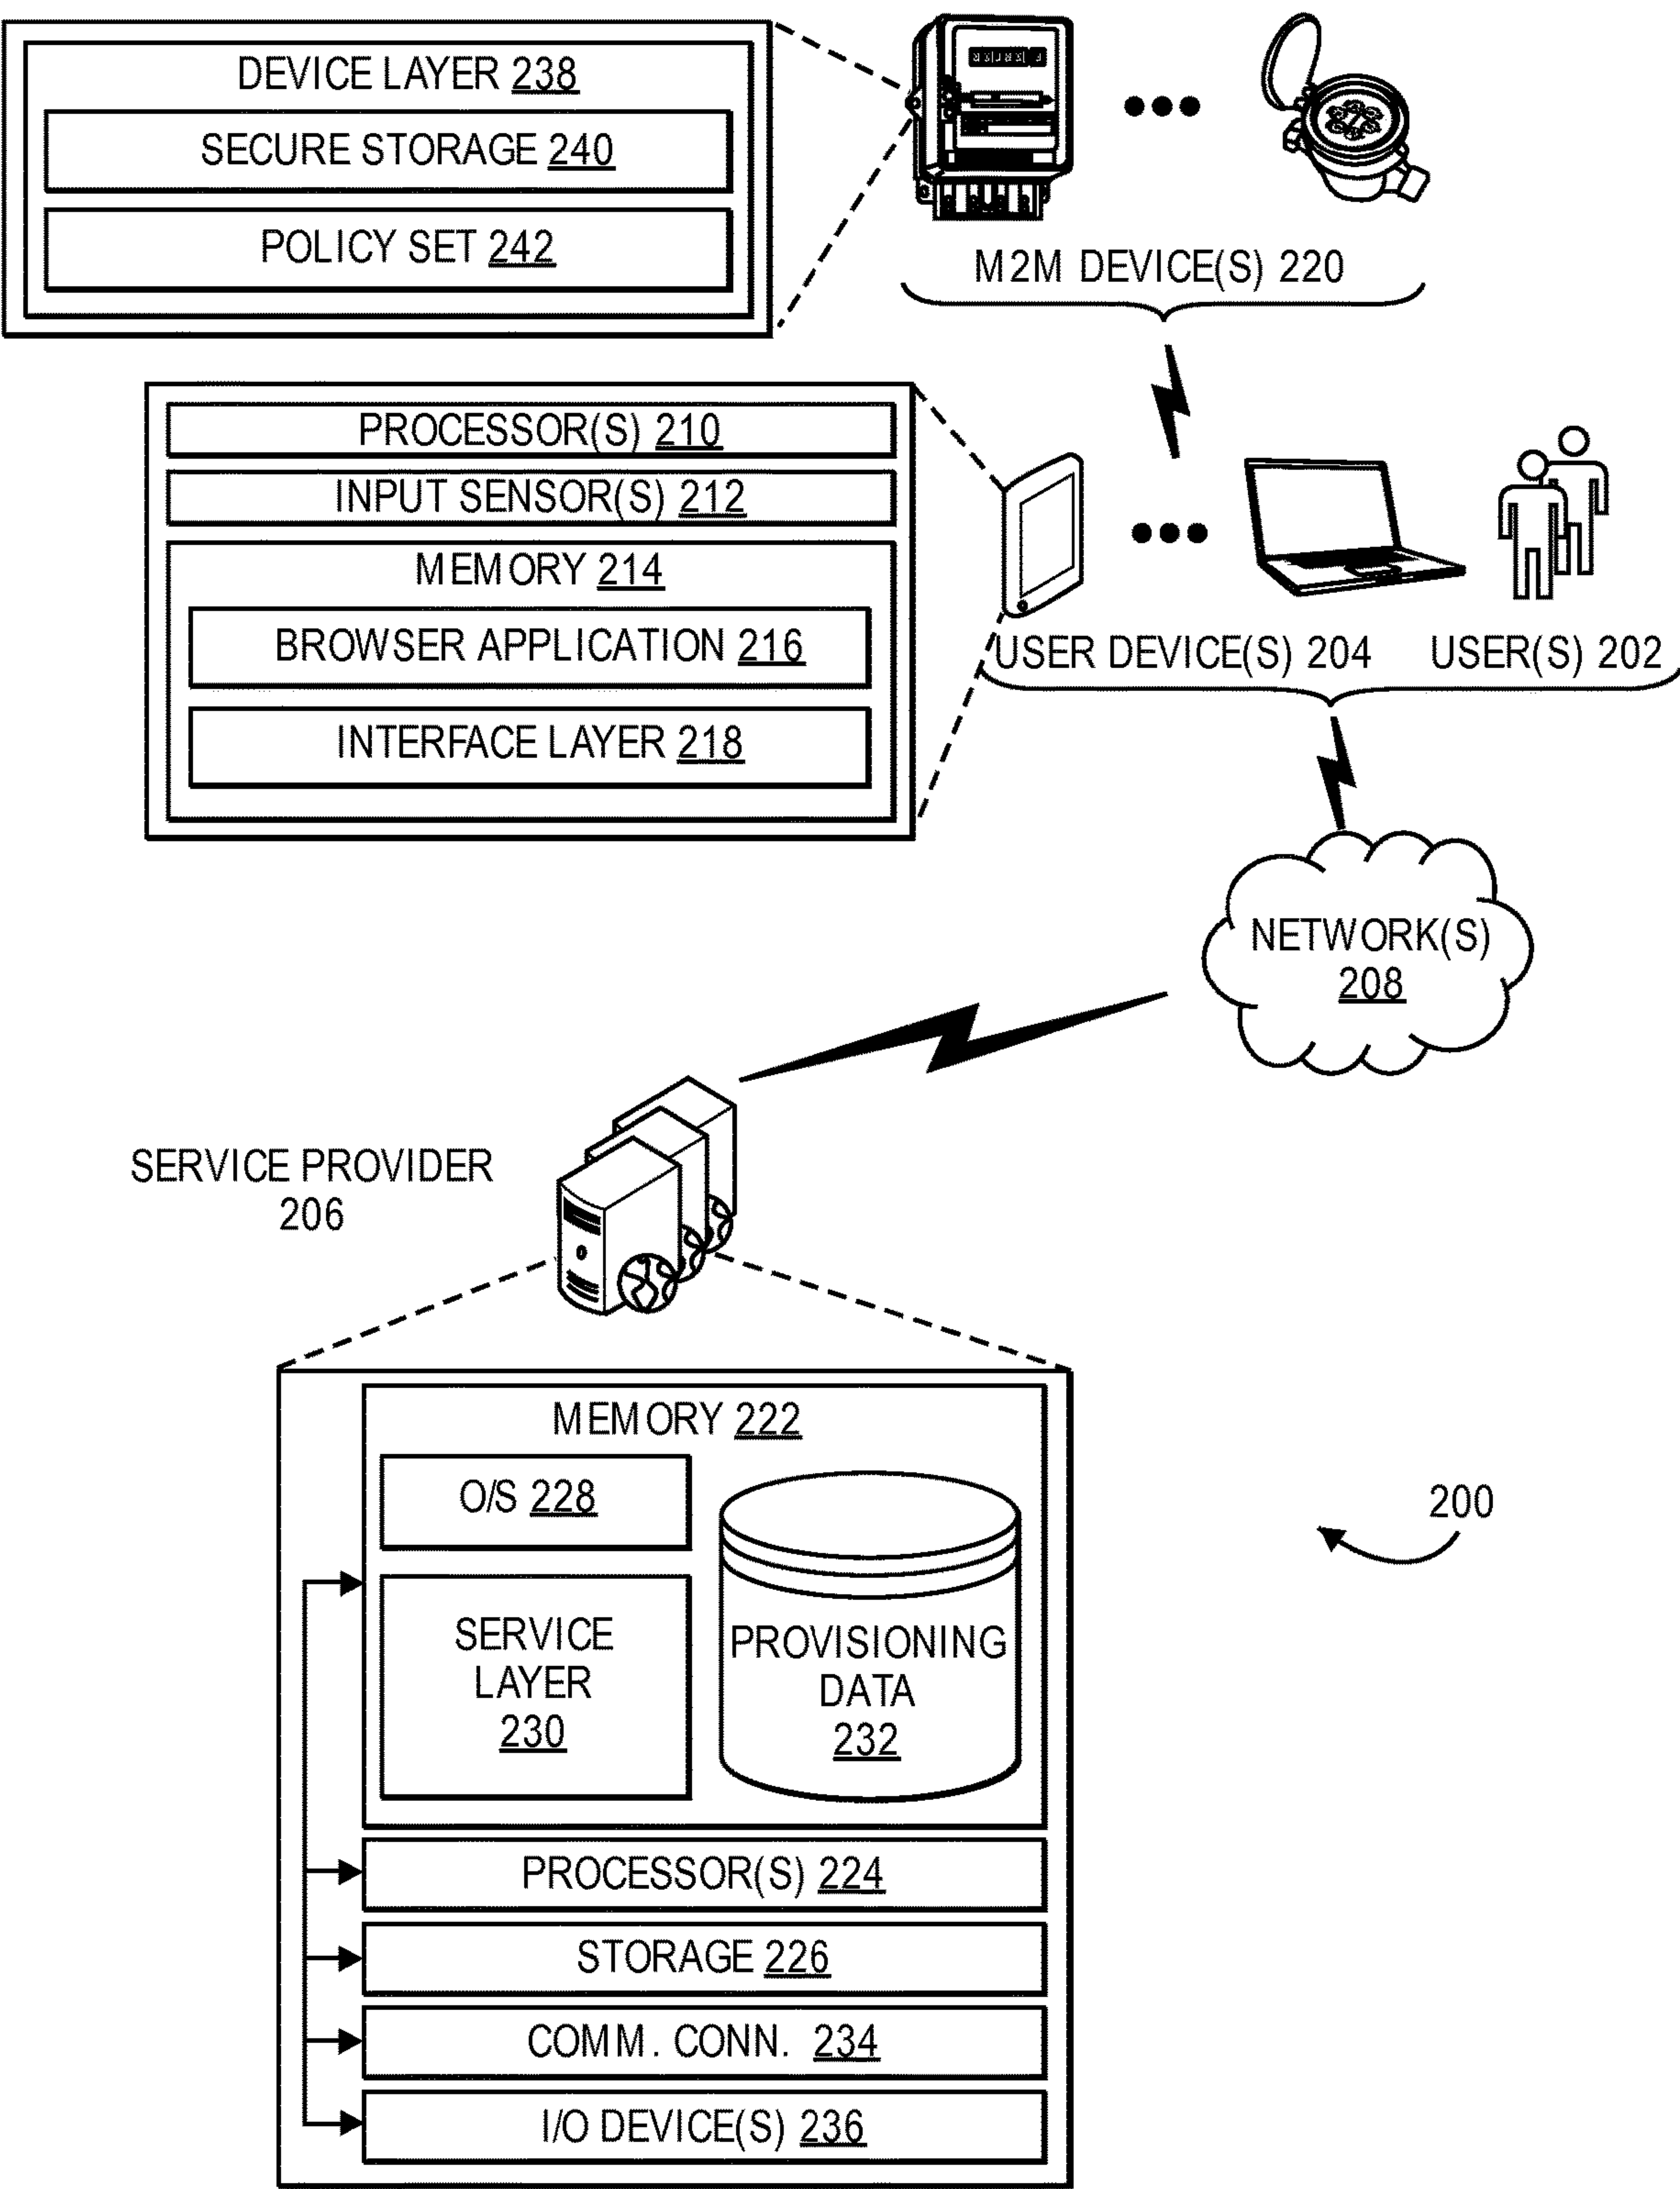 DEVICE LAYER 238
SECURE STORAGE 240
POLICY SET 242
M2M DEVICE(S) 220
PROCESSOR(S) 210
INPUT SENSOR(S) 212
MEMORY 214
BROWSER APPLICATION 216
INTERFACE LAYER 218
USER DEVICE(S) 204
USER(S) 202
NETWORK(S)
208
SERVICE PROVIDER
206
MEMORY 222
O/S 228
SERVICE
LAYER
230
PROVISIONING
DATA
232
200
PROCESSOR(S) 224
STORAGE 226
COMM. CONN. 234
I/O DEVICE(S) 236